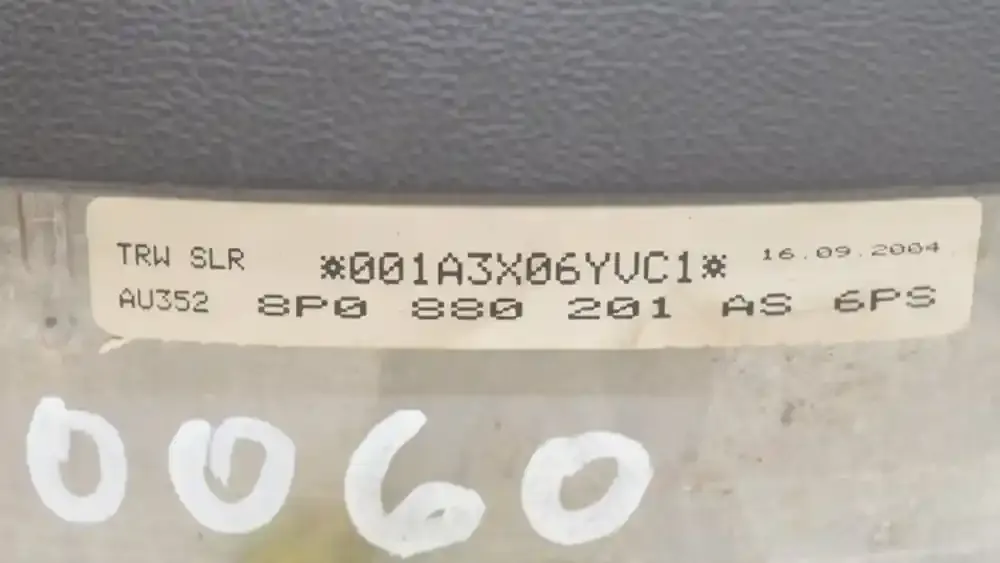 TRW SLR *001A3X06YVC1* 16.09.2004
AU352 8P0 880 201 AS 6PS
0060